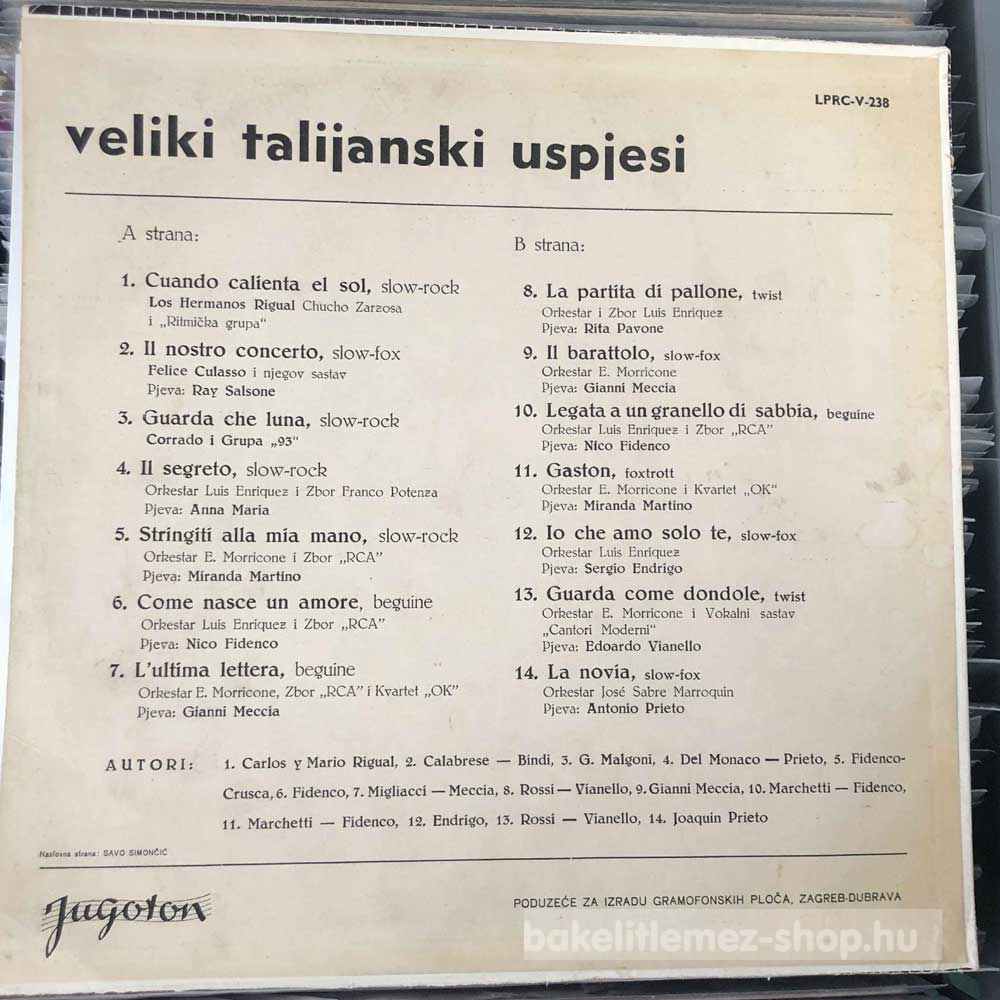 LPRC-V-238
veliki talijanski uspjesi
A strana:
1. Cuando calienta el sol, slow-rock
Los Hermanos Rigual Chucho Zarzosa
i „Ritmička grupa"
2. Il nostro concerto, slow-fox
Felice Culasso i njegov sastav
Pjeva: Ray Salsone
3. Guarda che luna, slow-rock
Corrado i Grupa „93"
4. Il segreto, slow-rock
Orkestar Luis Enriquez i Zbor Franco Potenza
Pjeva: Anna Maria
5. Stringiti alla mia mano, slow-rock
Orkestar E. Morricone i Zbor „RCA"
Pjeva: Miranda Martino
6. Come nasce un amore, beguine
Orkestar Luis Enriquez i Zbor „RCA"
Pjeva: Nico Fidenco
7. L'ultima lettera, beguine
Orkestar E. Morricone, Zbor „RCA" i Kvartet „OK"
Pjeva: Gianni Meccia
B strana:
8. La partita di pallone, twist
Orkestar i Zbor Luis Enriquez
Pjeva: Rita Pavone
9. Il barattolo, slow-fox
Orkestar E. Morricone
Pjeva: Gianni Meccia
10. Legata a un granello di sabbia, beguine
Orkestar Luis Enriquez i Zbor „RCA"
Pjeva: Nico Fidenco
11. Gaston, foxtrott
Orkestar E. Morricone i Kvartet „OK"
Pjeva: Miranda Martino
12. Io che amo solo te, slow-fox
Orkestar Luis Enriquez
Pjeva: Sergio Endrigo
13. Guarda come dondole, twist
Orkestar E. Morricone i Vokalni sastav
„Cantori Moderni"
Pjeva: Edoardo Vianello
14. La novia, slow-fox
Orkestar José Sabre Marroquin
Pjeva: Antonio Prieto
AUTORI: 1. Carlos y Mario Rigual, 2. Calabrese — Bindi, 3. G. Malgoni, 4. Del Monaco — Prieto, 5. Fidenco-
Crusca, 6. Fidenco, 7. Migliacci — Meccia, 8. Rossi — Vianello, 9. Gianni Meccia, 10. Marchetti — Fidenco,
11. Marchetti — Fidenco, 12. Endrigo, 13. Rossi — Vianello, 14. Joaquin Prieto
Naslovna strana: SAVO SIMONČIČ
Jugoton
PODUZEĆE ZA IZRADU GRAMOFONSKIH PLOČA, ZAGREB-DUBRAVA
bakelitlemez-shop.hu